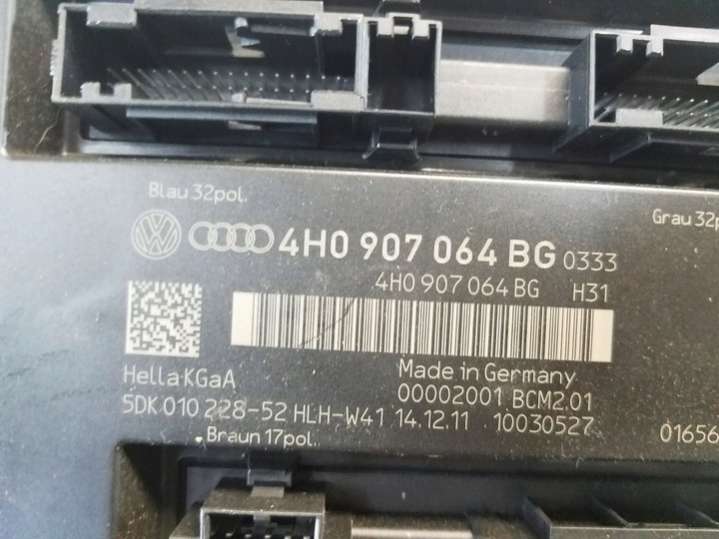 Blau 32pol.
Grau 32p
4H0 907 064 BG 0333
4H0 907 064 BG H31
Hella KGaA
Made in Germany
00002001 BCM2.01
5DK 010 228-52 HLH-W41 14.12.11 10030527
01656
Braun 17pol.